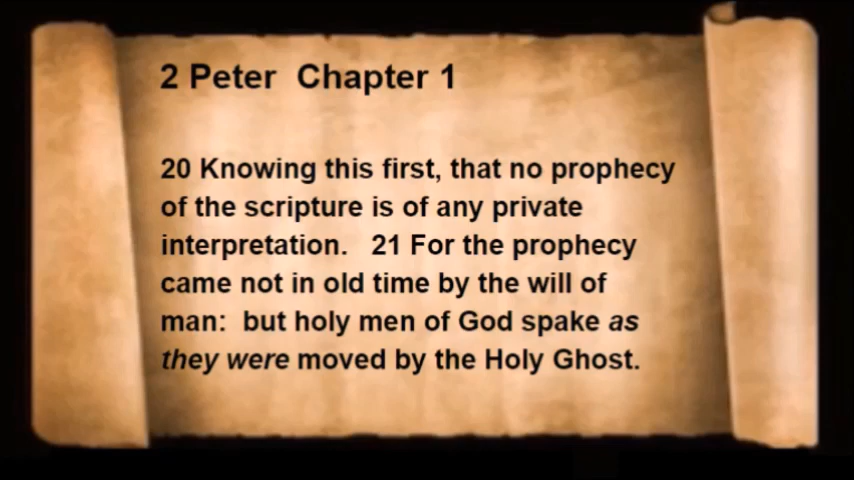 2 Peter  Chapter 1
20 Knowing this first, that no prophecy
of the scripture is of any private
interpretation.   21 For the prophecy
came not in old time by the will of
man:  but holy men of God spake as
they were moved by the Holy Ghost.